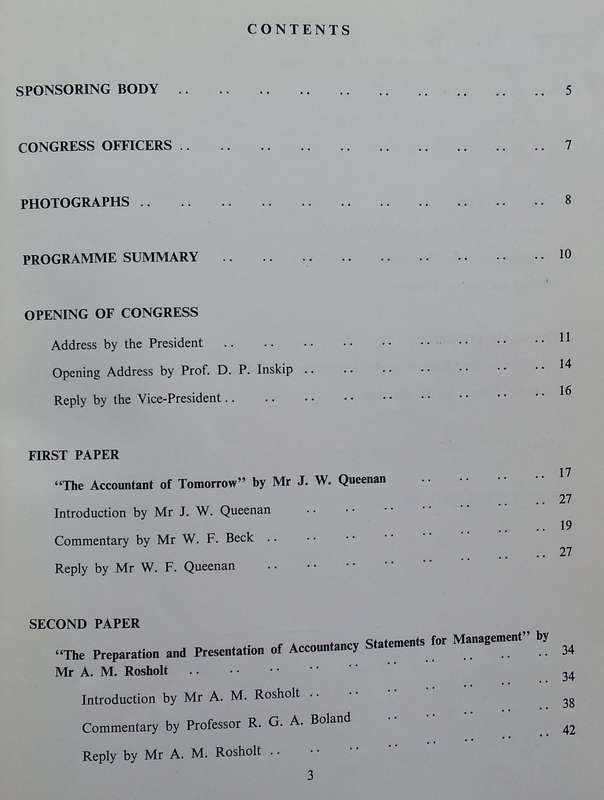 CONTENTS
SPONSORING BODY .. .. .. .. .. .. .. .. .. .. 5
CONGRESS OFFICERS .. .. .. .. .. .. .. .. .. .. 7
PHOTOGRAPHS .. .. .. .. .. .. .. .. .. .. .. 8
PROGRAMME SUMMARY .. .. .. .. .. .. .. .. .. 10
OPENING OF CONGRESS
Address by the President .. .. .. .. .. .. .. .. .. 11
Opening Address by Prof. D. P. Inskip .. .. .. .. .. .. .. 14
Reply by the Vice-President .. .. .. .. .. .. .. .. .. 16
FIRST PAPER
"The Accountant of Tomorrow" by Mr J. W. Queenan .. .. .. .. 17
Introduction by Mr J. W. Queenan .. .. .. .. .. .. .. 27
Commentary by Mr W. F. Beck .. .. .. .. .. .. .. .. 19
Reply by Mr W. F. Queenan .. .. .. .. .. .. .. .. 27
SECOND PAPER
"The Preparation and Presentation of Accountancy Statements for Management" by
Mr A. M. Rosholt .. .. .. .. .. .. .. .. .. .. 34
Introduction by Mr A. M. Rosholt .. .. .. .. .. .. .. 34
Commentary by Professor R. G. A. Boland .. .. .. .. .. 38
Reply by Mr A. M. Rosholt .. .. .. .. .. .. .. .. 42
3